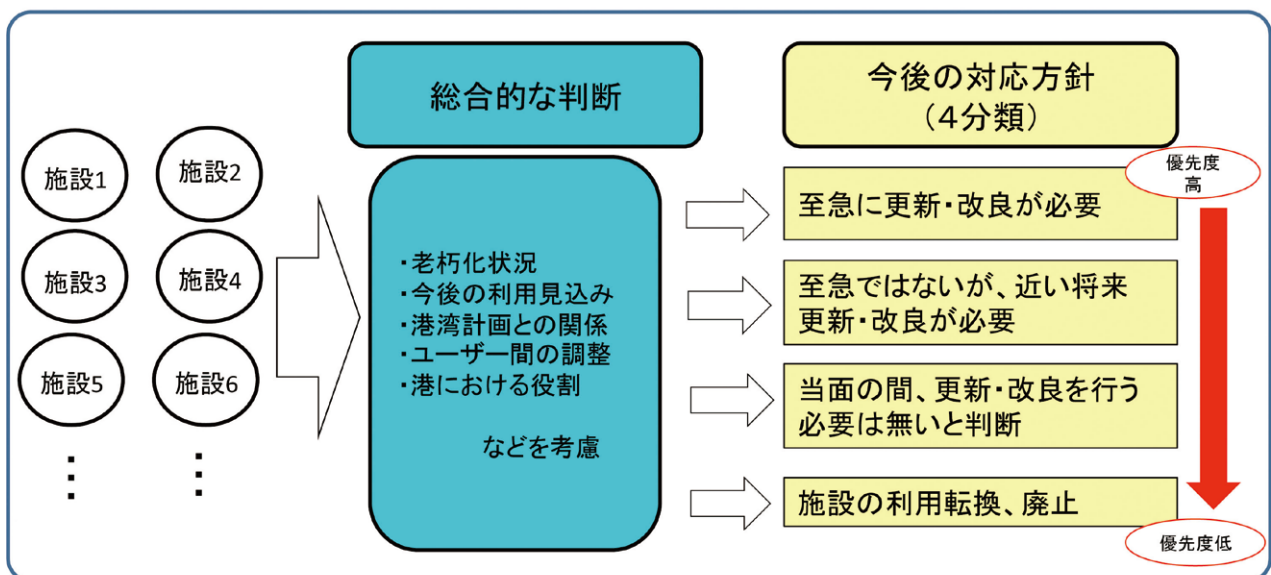 総合的な判断
今後の対応方針
（４分類）
施設1
施設2
施設3
施設4
施設5
施設6
⋮
⋮
・老朽化状況
・今後の利用見込み
・港湾計画との関係
・ユーザー間の調整
・港における役割
などを考慮
優先度
高
至急に更新・改良が必要
至急ではないが、近い将来
更新・改良が必要
当面の間、更新・改良を行う
必要は無いと判断
施設の利用転換、廃止
優先度低